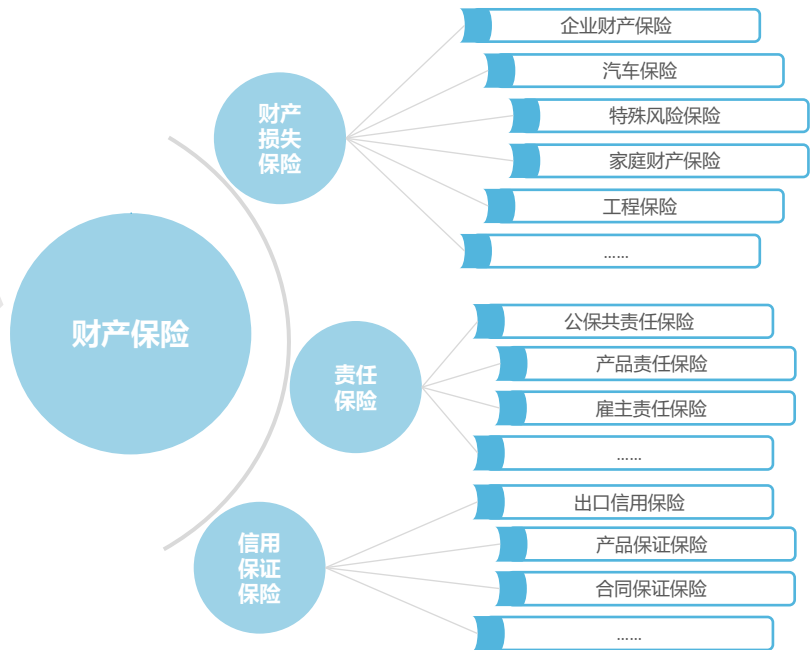 财产保险
财产
损失
保险
企业财产保险
汽车保险
特殊风险保险
家庭财产保险
工程保险
......
责任
保险
公保共责任保险
产品责任保险
雇主责任保险
......
信用
保证
保险
出口信用保险
产品保证保险
合同保证保险
......